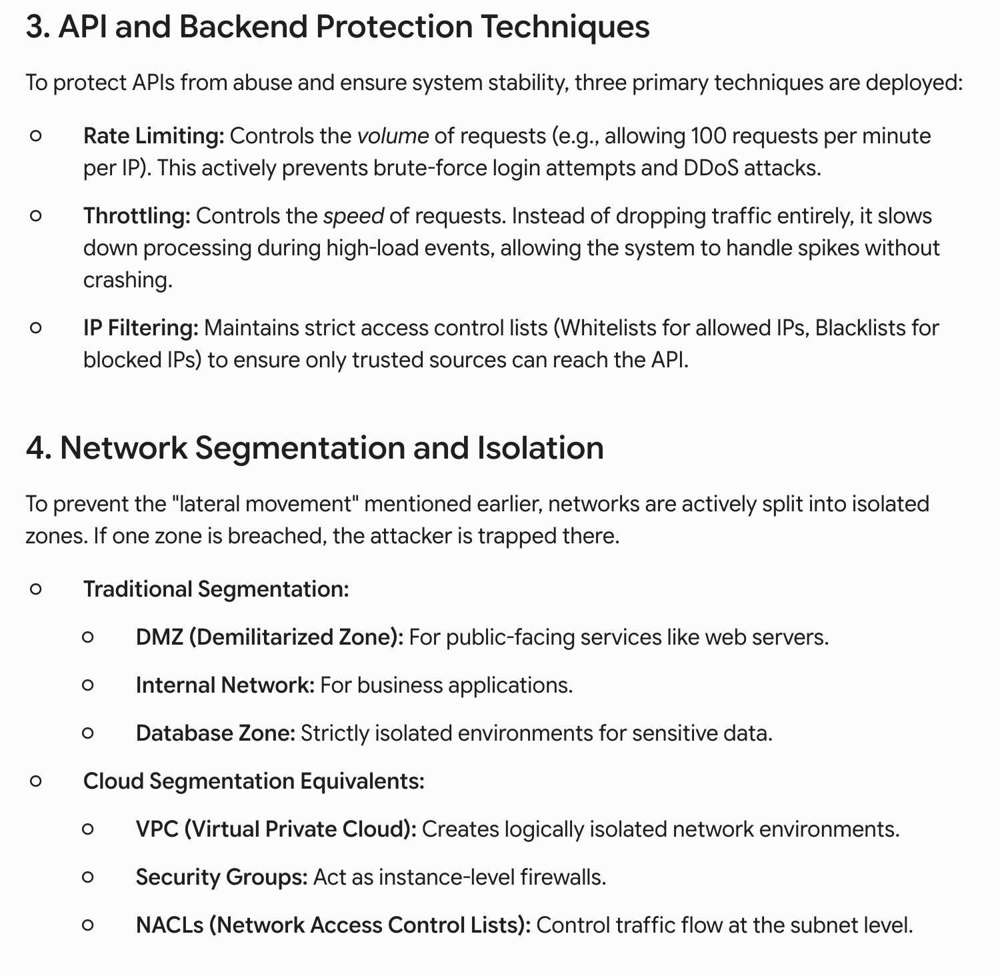 3. API and Backend Protection Techniques
To protect APIs from abuse and ensure system stability, three primary techniques are deployed:
Rate Limiting: Controls the volume of requests (e.g., allowing 100 requests per minute
per IP). This actively prevents brute-force login attempts and DDoS attacks.
Throttling: Controls the speed of requests. Instead of dropping traffic entirely, it slows
down processing during high-load events, allowing the system to handle spikes without
crashing.
IP Filtering: Maintains strict access control lists (Whitelists for allowed IPs, Blacklists for
blocked IPs) to ensure only trusted sources can reach the API.
4. Network Segmentation and Isolation
To prevent the "lateral movement" mentioned earlier, networks are actively split into isolated
zones. If one zone is breached, the attacker is trapped there.
Traditional Segmentation:
DMZ (Demilitarized Zone): For public-facing services like web servers.
Internal Network: For business applications.
Database Zone: Strictly isolated environments for sensitive data.
Cloud Segmentation Equivalents:
VPC (Virtual Private Cloud): Creates logically isolated network environments.
Security Groups: Act as instance-level firewalls.
NACLs (Network Access Control Lists): Control traffic flow at the subnet level.